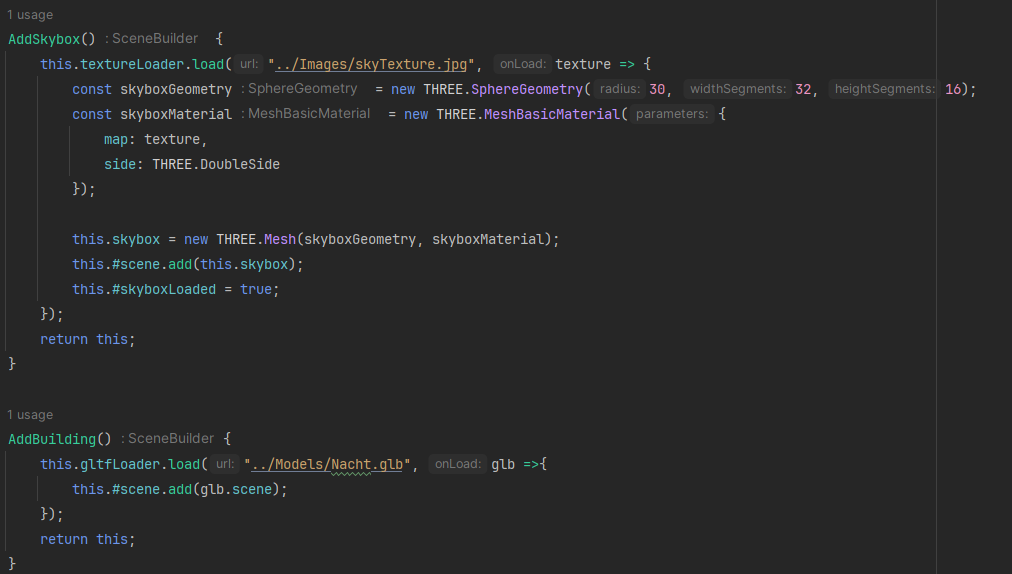 1 usage
AddSkybox() : SceneBuilder {
this.textureLoader.load( url: "../Images/skyTexture.jpg", onLoad: texture => {
const skyboxGeometry : SphereGeometry = new THREE.SphereGeometry( radius: 30, widthSegments: 32, heightSegments: 16);
const skyboxMaterial : MeshBasicMaterial = new THREE.MeshBasicMaterial( parameters: {
map: texture,
side: THREE.DoubleSide
});
this.skybox = new THREE.Mesh(skyboxGeometry, skyboxMaterial);
this.#scene.add(this.skybox);
this.#skyboxLoaded = true;
});
return this;
}
1 usage
AddBuilding() : SceneBuilder {
this.gltfLoader.load( url: "../Models/Nacht.glb", onLoad: glb =>{
this.#scene.add(glb.scene);
});
return this;
}